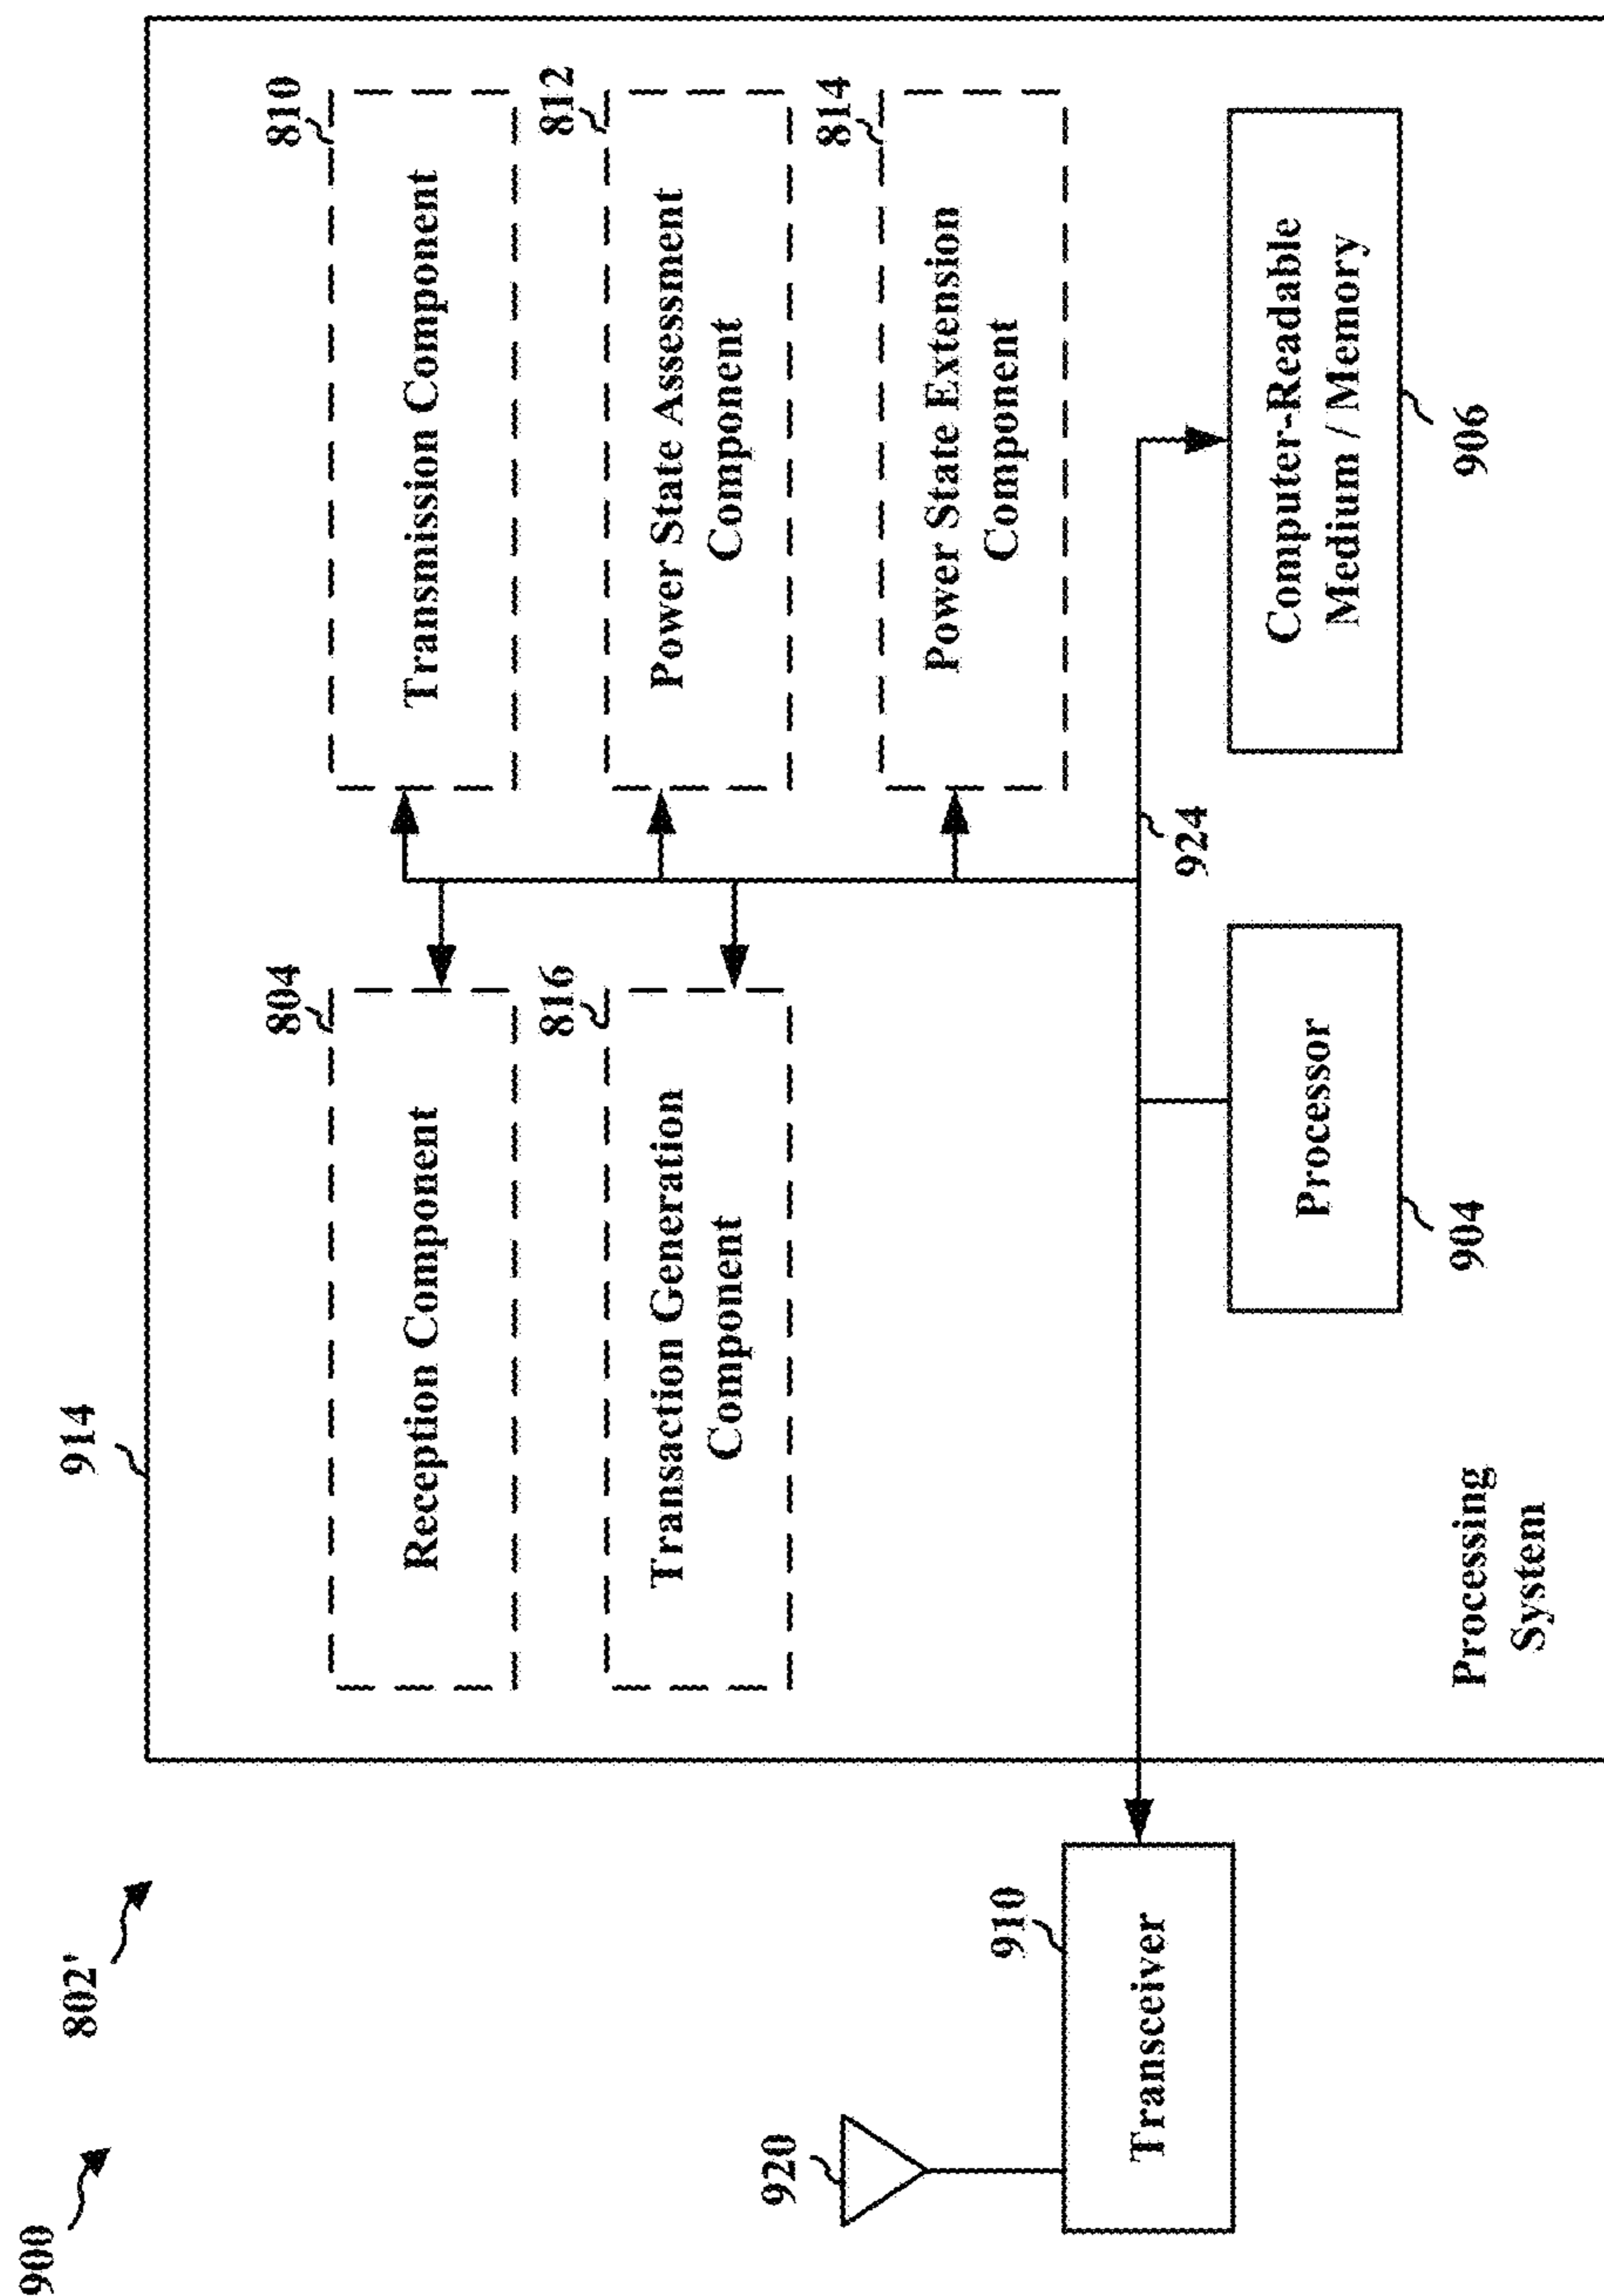 900
802'
914
804
Reception Component
810
Transmission Component
816
Transaction Generation
Component
812
Power State Assessment
Component
814
Power State Extension
Component
920
910
Transceiver
924
Processor
904
Computer-Readable
Medium / Memory
906
Processing
System